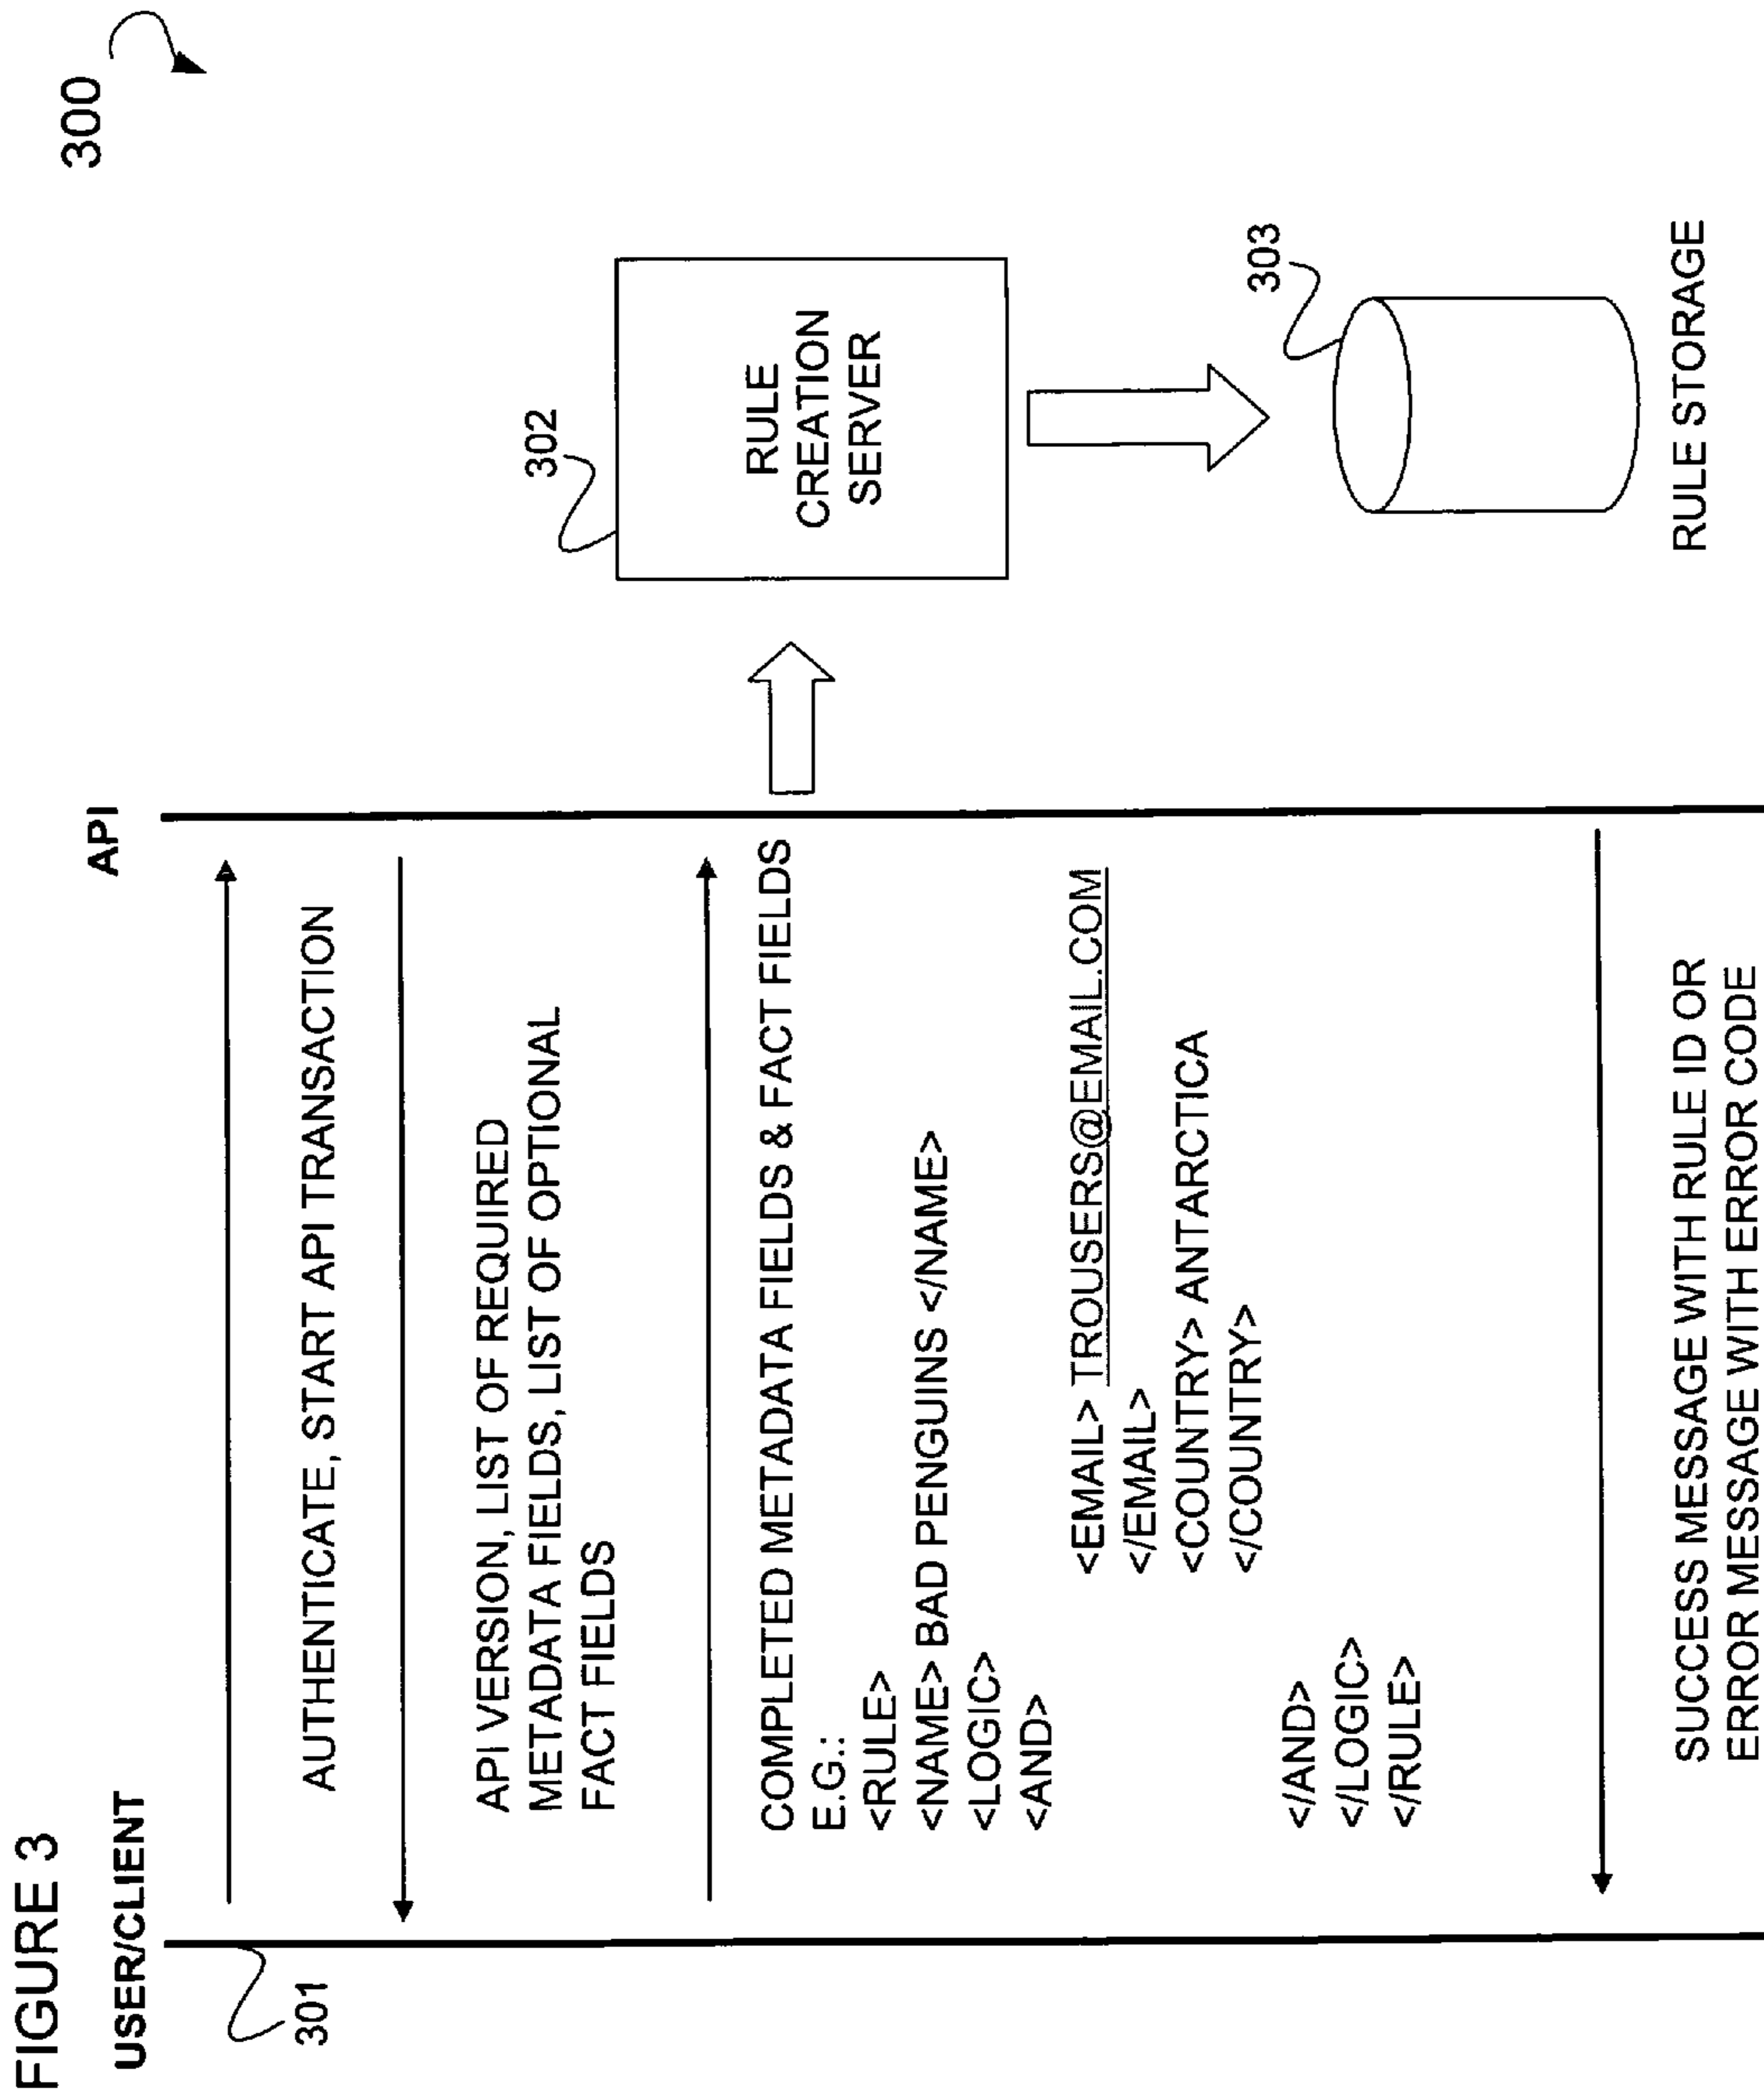 FIGURE 3
300
USER/CLIENT
API
301
AUTHENTICATE, START API TRANSACTION
API VERSION, LIST OF REQUIRED
METADATA FIELDS, LIST OF OPTIONAL
FACT FIELDS
COMPLETED METADATA FIELDS & FACT FIELDS
E.G.:
<RULE>
<NAME> BAD PENGUINS </NAME>
<LOGIC>
<AND>
<EMAIL> TROUSERS@EMAIL.COM
</EMAIL>
<COUNTRY> ANTARCTICA
</COUNTRY>
</AND>
</LOGIC>
</RULE>
SUCCESS MESSAGE WITH RULE ID OR
ERROR MESSAGE WITH ERROR CODE
302
RULE
CREATION
SERVER
303
RULE STORAGE